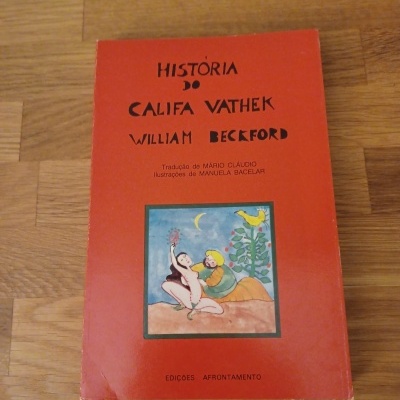 HISTÓRIA
DO
CALIFA VATHEK
WILLIAM BECKFORD
Tradução de MÁRIO CLÁUDIO
Ilustrações de MANUELA BACELAR
EDIÇÕES AFRONTAMENTO